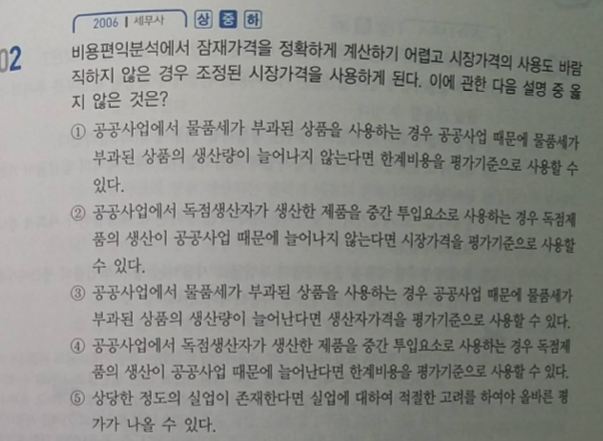 2006 | 세무사 상 중 하
02 비용편익분석에서 잠재가격을 정확하게 계산하기 어렵고 시장가격의 사용도 바람
직하지 않은 경우 조정된 시장가격을 사용하게 된다. 이에 관한 다음 설명 중 옳
지 않은 것은?
① 공공사업에서 물품세가 부과된 상품을 사용하는 경우 공공사업 때문에 물품세가
부과된 상품의 생산량이 늘어나지 않는다면 한계비용을 평가기준으로 사용할 수
있다.
② 공공사업에서 독점생산자가 생산한 제품을 중간 투입요소로 사용하는 경우 독점제
품의 생산이 공공사업 때문에 늘어나지 않는다면 시장가격을 평가기준으로 사용할
수 있다.
③ 공공사업에서 물품세가 부과된 상품을 사용하는 경우 공공사업 때문에 물품세가
부과된 상품의 생산량이 늘어난다면 생산자가격을 평가기준으로 사용할 수 있다.
④ 공공사업에서 독점생산자가 생산한 제품을 중간 투입요소로 사용하는 경우 독점제
품의 생산이 공공사업 때문에 늘어난다면 한계비용을 평가기준으로 사용할 수 있다.
⑤ 상당한 정도의 실업이 존재한다면 실업에 대하여 적절한 고려를 하여야 올바른 평
가가 나올 수 있다.